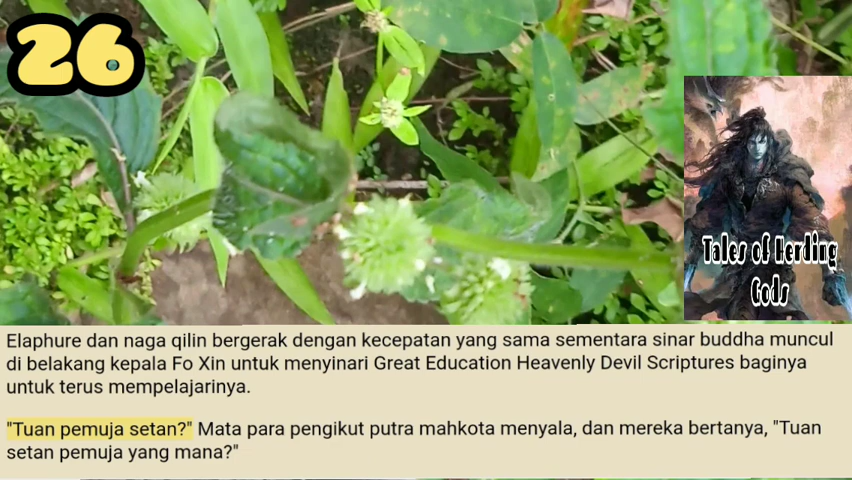 26
Tales of Herding
Gods
Elaphure dan naga qilin bergerak dengan kecepatan yang sama sementara sinar buddha muncul
di belakang kepala Fo Xin untuk menyinari Great Education Heavenly Devil Scriptures baginya
untuk terus mempelajarinya.
"Tuan pemuja setan?" Mata para pengikut putra mahkota menyala, dan mereka bertanya, "Tuan
setan pemuja yang mana?"